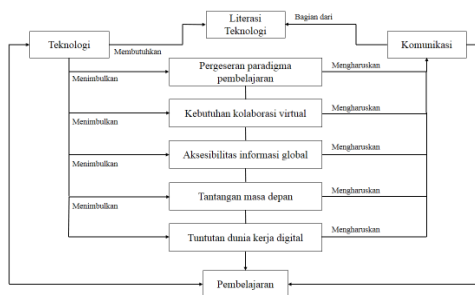 Literasi
Teknologi
Bagian dari
Teknologi
Membutuhkan
Komunikasi
Pergeseran paradigma
pembelajaran
Menimbulkan
Mengharuskan
Kebutuhan kolaborasi virtual
Menimbulkan
Mengharuskan
Aksesibilitas informasi global
Menimbulkan
Mengharuskan
Tantangan masa depan
Menimbulkan
Mengharuskan
Tuntutan dunia kerja digital
Mengharuskan
Pembelajaran